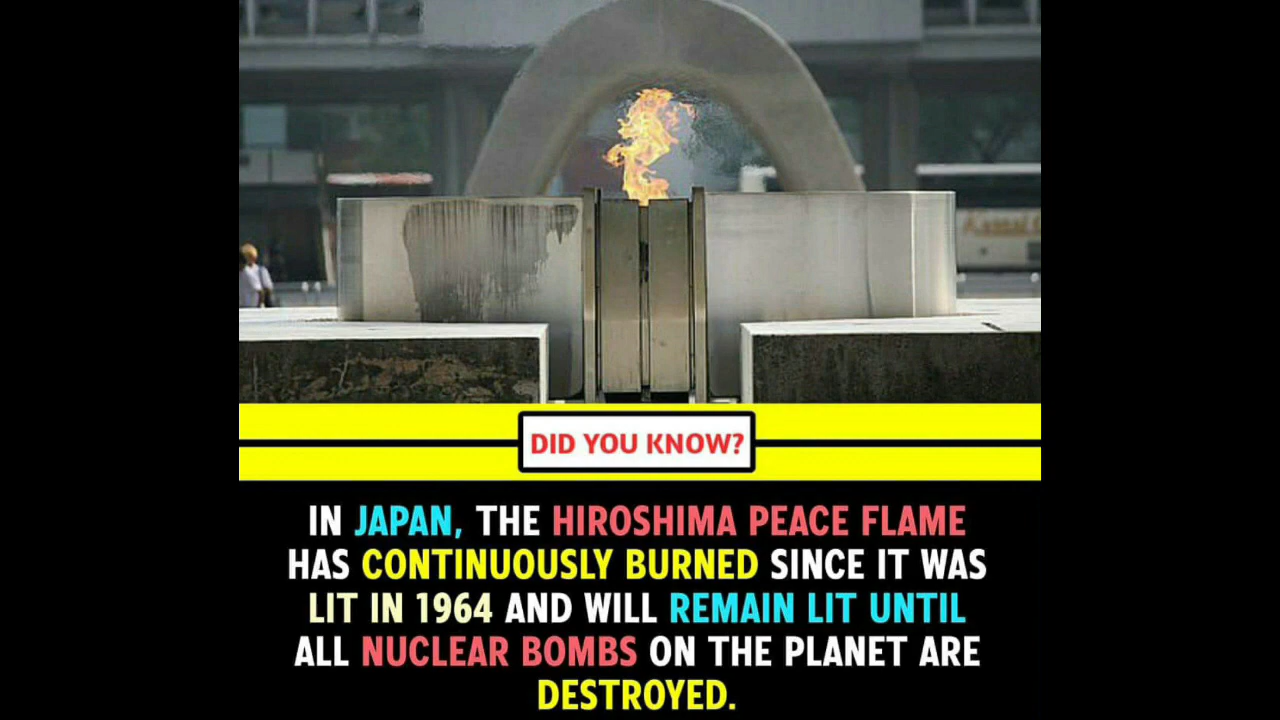 DID YOU KNOW?
IN JAPAN, THE HIROSHIMA PEACE FLAME
HAS CONTINUOUSLY BURNED SINCE IT WAS
LIT IN 1964 AND WILL REMAIN LIT UNTIL
ALL NUCLEAR BOMBS ON THE PLANET ARE
DESTROYED.